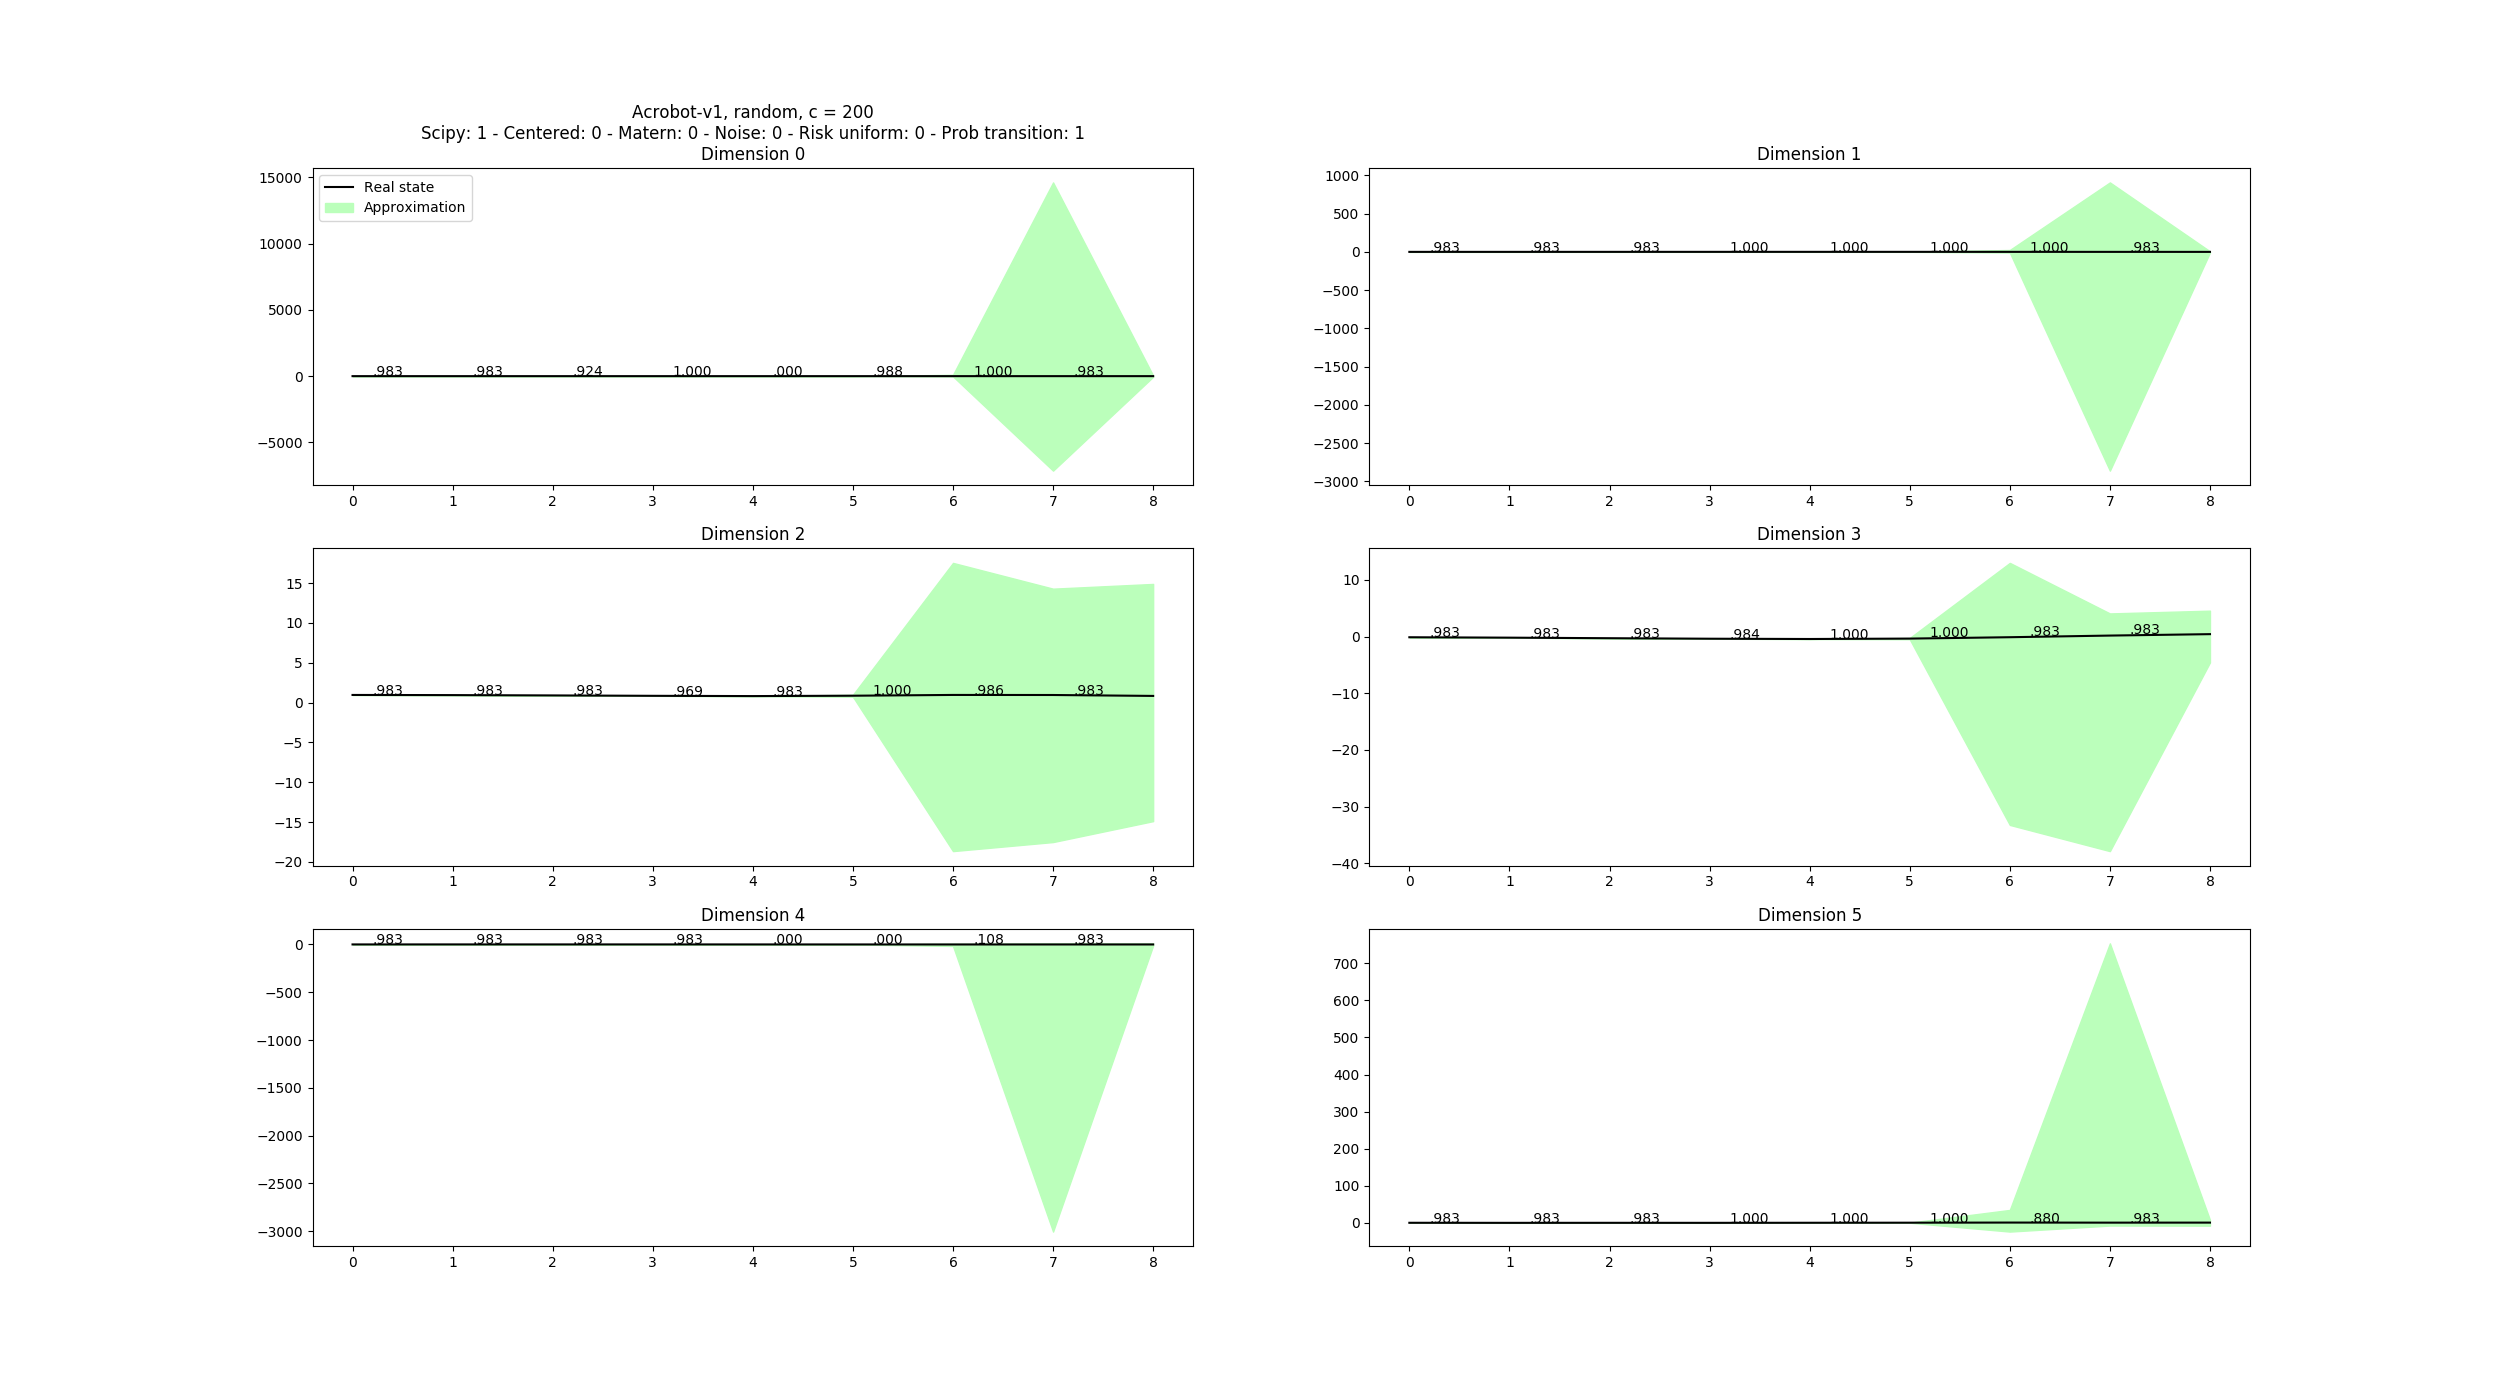 Acrobot-v1, random, c = 200
Scipy: 1 - Centered: 0 - Matern: 0 - Noise: 0 - Risk uniform: 0 - Prob transition: 1
Dimension 0
15000
10000
5000
0
−5000
Real state
Approximation
.983 .983 .924 1.000 .000 .988 1.000 .983
0 1 2 3 4 5 6 7 8
Dimension 1
1000
500
0
−500
−1000
−1500
−2000
−2500
−3000
.983 .983 .983 1.000 1.000 1.000 1.000 .983
0 1 2 3 4 5 6 7 8
Dimension 2
15
10
5
0
−5
−10
−15
−20
.983 .983 .983 .969 .983 1.000 .986 .983
0 1 2 3 4 5 6 7 8
Dimension 3
10
0
−10
−20
−30
−40
.983 .983 .983 .984 1.000 1.000 .983 .983
0 1 2 3 4 5 6 7 8
Dimension 4
0
−500
−1000
−1500
−2000
−2500
−3000
.983 .983 .983 .983 .000 .000 .108 .983
0 1 2 3 4 5 6 7 8
Dimension 5
700
600
500
400
300
200
100
0
.983 .983 .983 1.000 1.000 1.000 .880 .983
0 1 2 3 4 5 6 7 8